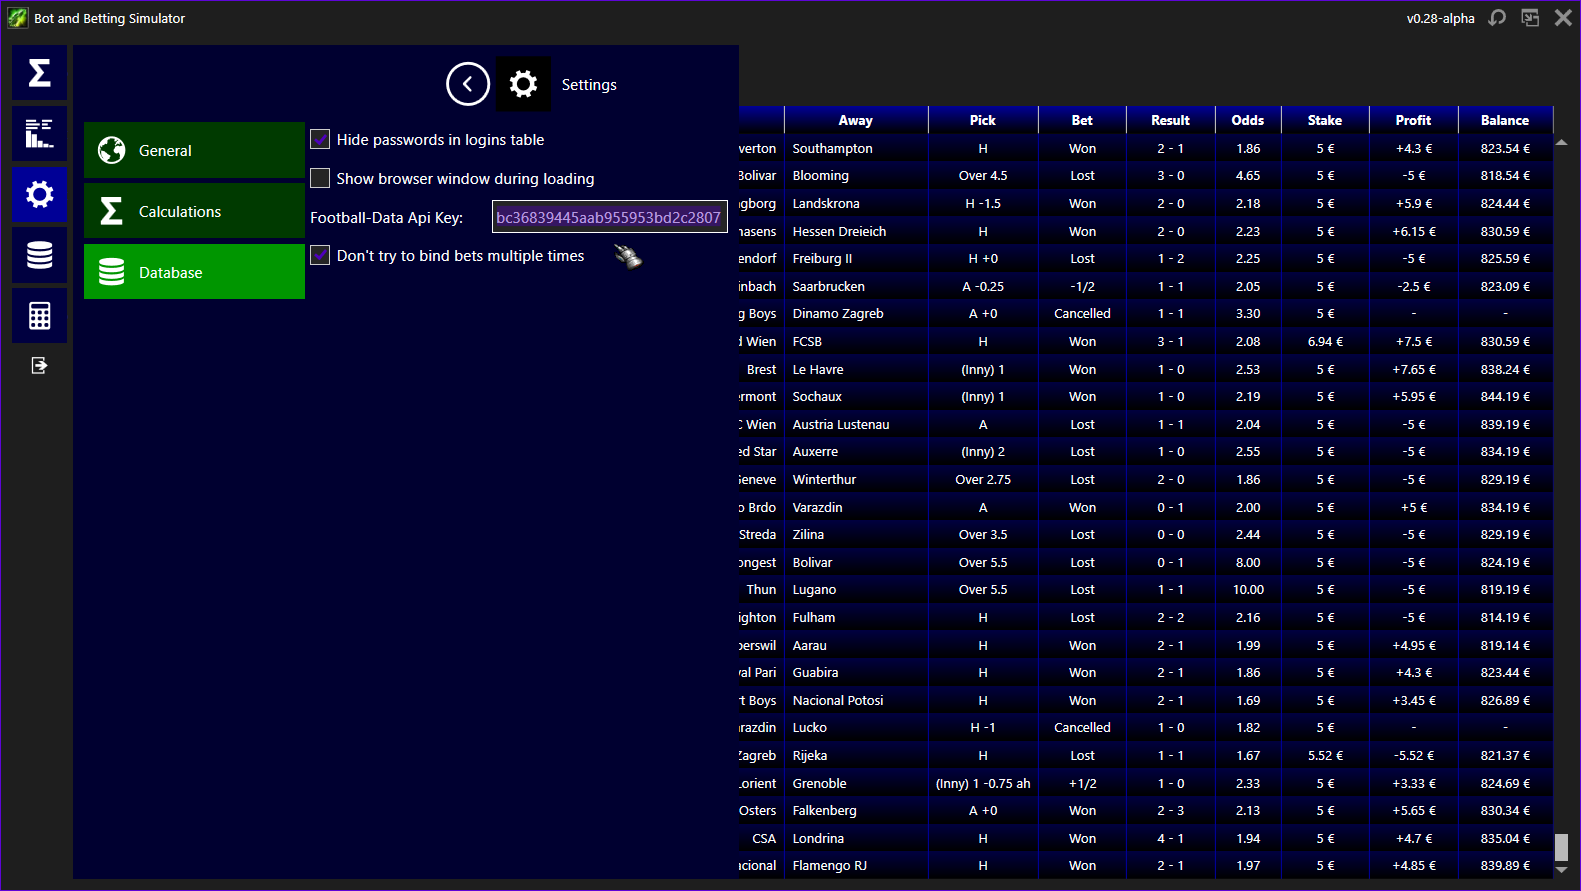 Bot and Betting Simulator
v0.28-alpha
Settings
General
Calculations
Database
Hide passwords in logins table
Show browser window during loading
Football-Data Api Key: bc36839445aab955953bd2c2807
Don't try to bind bets multiple times
Away Pick Bet Result Odds Stake Profit Balance
verton Southampton H Won 2 - 1 1.86 5 € +4.3 € 823.54 €
Bolivar Blooming Over 4.5 Lost 3 - 0 4.65 5 € -5 € 818.54 €
gborg Landskrona H -1.5 Won 2 - 0 2.18 5 € +5.9 € 824.44 €
nasens Hessen Dreieich H Won 2 - 0 2.23 5 € +6.15 € 830.59 €
endorf Freiburg II H +0 Lost 1 - 2 2.25 5 € -5 € 825.59 €
inbach Saarbrucken A -0.25 -1/2 1 - 1 2.05 5 € -2.5 € 823.09 €
g Boys Dinamo Zagreb A +0 Cancelled 1 - 1 3.30 5 € - -
d Wien FCSB H Won 3 - 1 2.08 6.94 € +7.5 € 830.59 €
Brest Le Havre (Inny) 1 Won 1 - 0 2.53 5 € +7.65 € 838.24 €
ermont Sochaux (Inny) 1 Won 1 - 0 2.19 5 € +5.95 € 844.19 €
C Wien Austria Lustenau A Lost 1 - 1 2.04 5 € -5 € 839.19 €
ed Star Auxerre (Inny) 2 Lost 1 - 0 2.55 5 € -5 € 834.19 €
Geneve Winterthur Over 2.75 Lost 2 - 0 1.86 5 € -5 € 829.19 €
o Brdo Varazdin A Won 0 - 1 2.00 5 € +5 € 834.19 €
Streda Zilina Over 3.5 Lost 0 - 0 2.44 5 € -5 € 829.19 €
ongest Bolivar Over 5.5 Lost 0 - 1 8.00 5 € -5 € 824.19 €
Thun Lugano Over 5.5 Lost 1 - 1 10.00 5 € -5 € 819.19 €
ighton Fulham H Lost 2 - 2 2.16 5 € -5 € 814.19 €
perswil Aarau H Won 2 - 1 1.99 5 € +4.95 € 819.14 €
yal Pari Guabira H Won 2 - 1 1.86 5 € +4.3 € 823.44 €
rt Boys Nacional Potosi H Won 2 - 1 1.69 5 € +3.45 € 826.89 €
arazdin Lucko H -1 Cancelled 1 - 0 1.82 5 € - -
Zagreb Rijeka H Lost 1 - 1 1.67 5.52 € -5.52 € 821.37 €
Lorient Grenoble (Inny) 1 -0.75 ah +1/2 1 - 0 2.33 5 € +3.33 € 824.69 €
Osters Falkenberg A +0 Won 2 - 3 2.13 5 € +5.65 € 830.34 €
CSA Londrina H Won 4 - 1 1.94 5 € +4.7 € 835.04 €
acional Flamengo RJ H Won 2 - 1 1.97 5 € +4.85 € 839.89 €